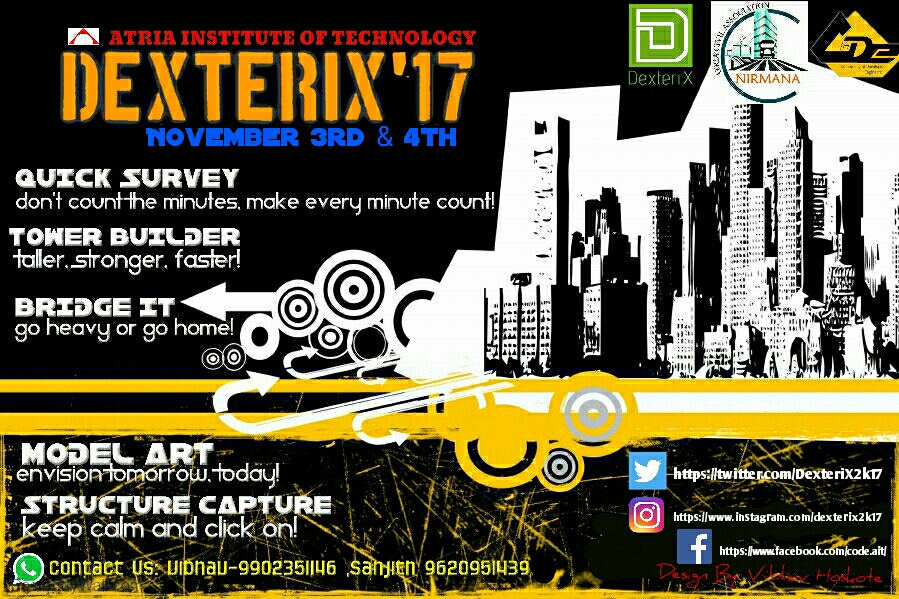 ATRIA INSTITUTE OF TECHNOLOGY
DEXTERIX'17
NOVEMBER 3RD & 4TH
DexteriX
ATRIA CIVIL ASSOCIATION
NIRMANA
QUICK SURVEY
don't count the minutes, make every minute count!
TOWER BUILDER
taller, stronger, faster!
BRIDGE IT
go heavy or go home!
MODEL ART
envision tomorrow, today!
STRUCTURE CAPTURE
keep calm and click on!
https://twitter.com/DexteriX2k17
https://www.instagram.com/dexterix2k17
https://www.facebook.com/code.ait/
Contact Us: Vibhav-9902351146 ,Sanjith 9620951439
Design By: Vibhav Hoskote